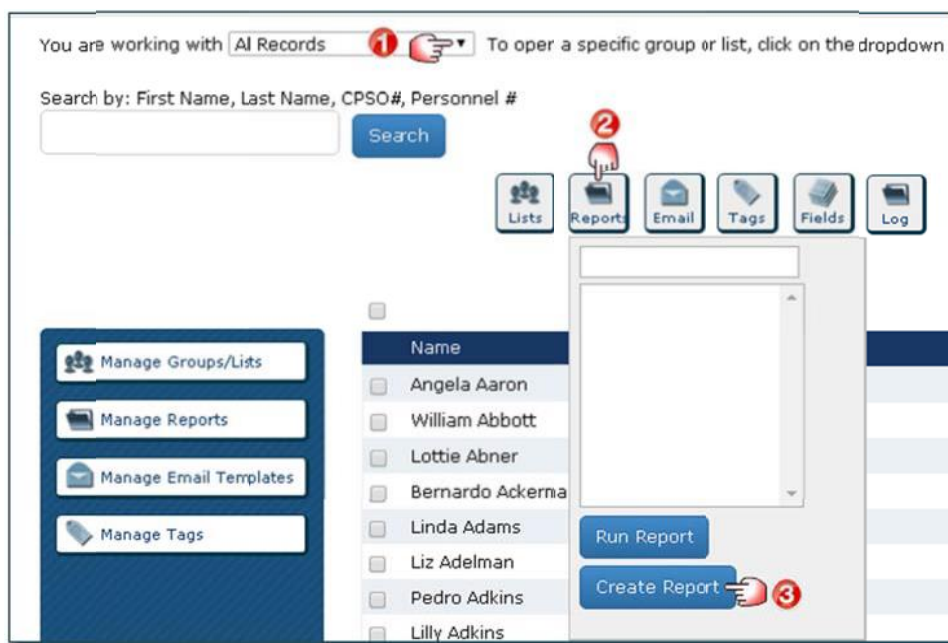 You are working with Al Records 1 To oper a specific group or list, click on the dropdown
Search by: First Name, Last Name, CPSO#, Personnel #
Search
2
Lists Reports Email Tags Fields Log
Manage Groups/Lists
Manage Reports
Manage Email Templates
Manage Tags
Name
Angela Aaron
William Abbott
Lottie Abner
Bernardo Ackerma
Linda Adams
Liz Adelman
Pedro Adkins
Lilly Adkins
Run Report
Create Report 3